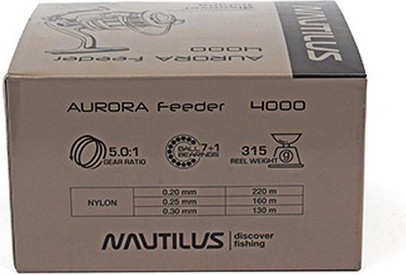 AURORA Feeder
4000
NAUTILUS
AURORA Feeder 4000
5.0:1
GEAR RATIO
BALL 7+1
BEARINGS
315
REEL WEIGHT g
NYLON
0.20 mm 220 m
0.25 mm 160 m
0.30 mm 130 m
NAUTILUS discover
fishing